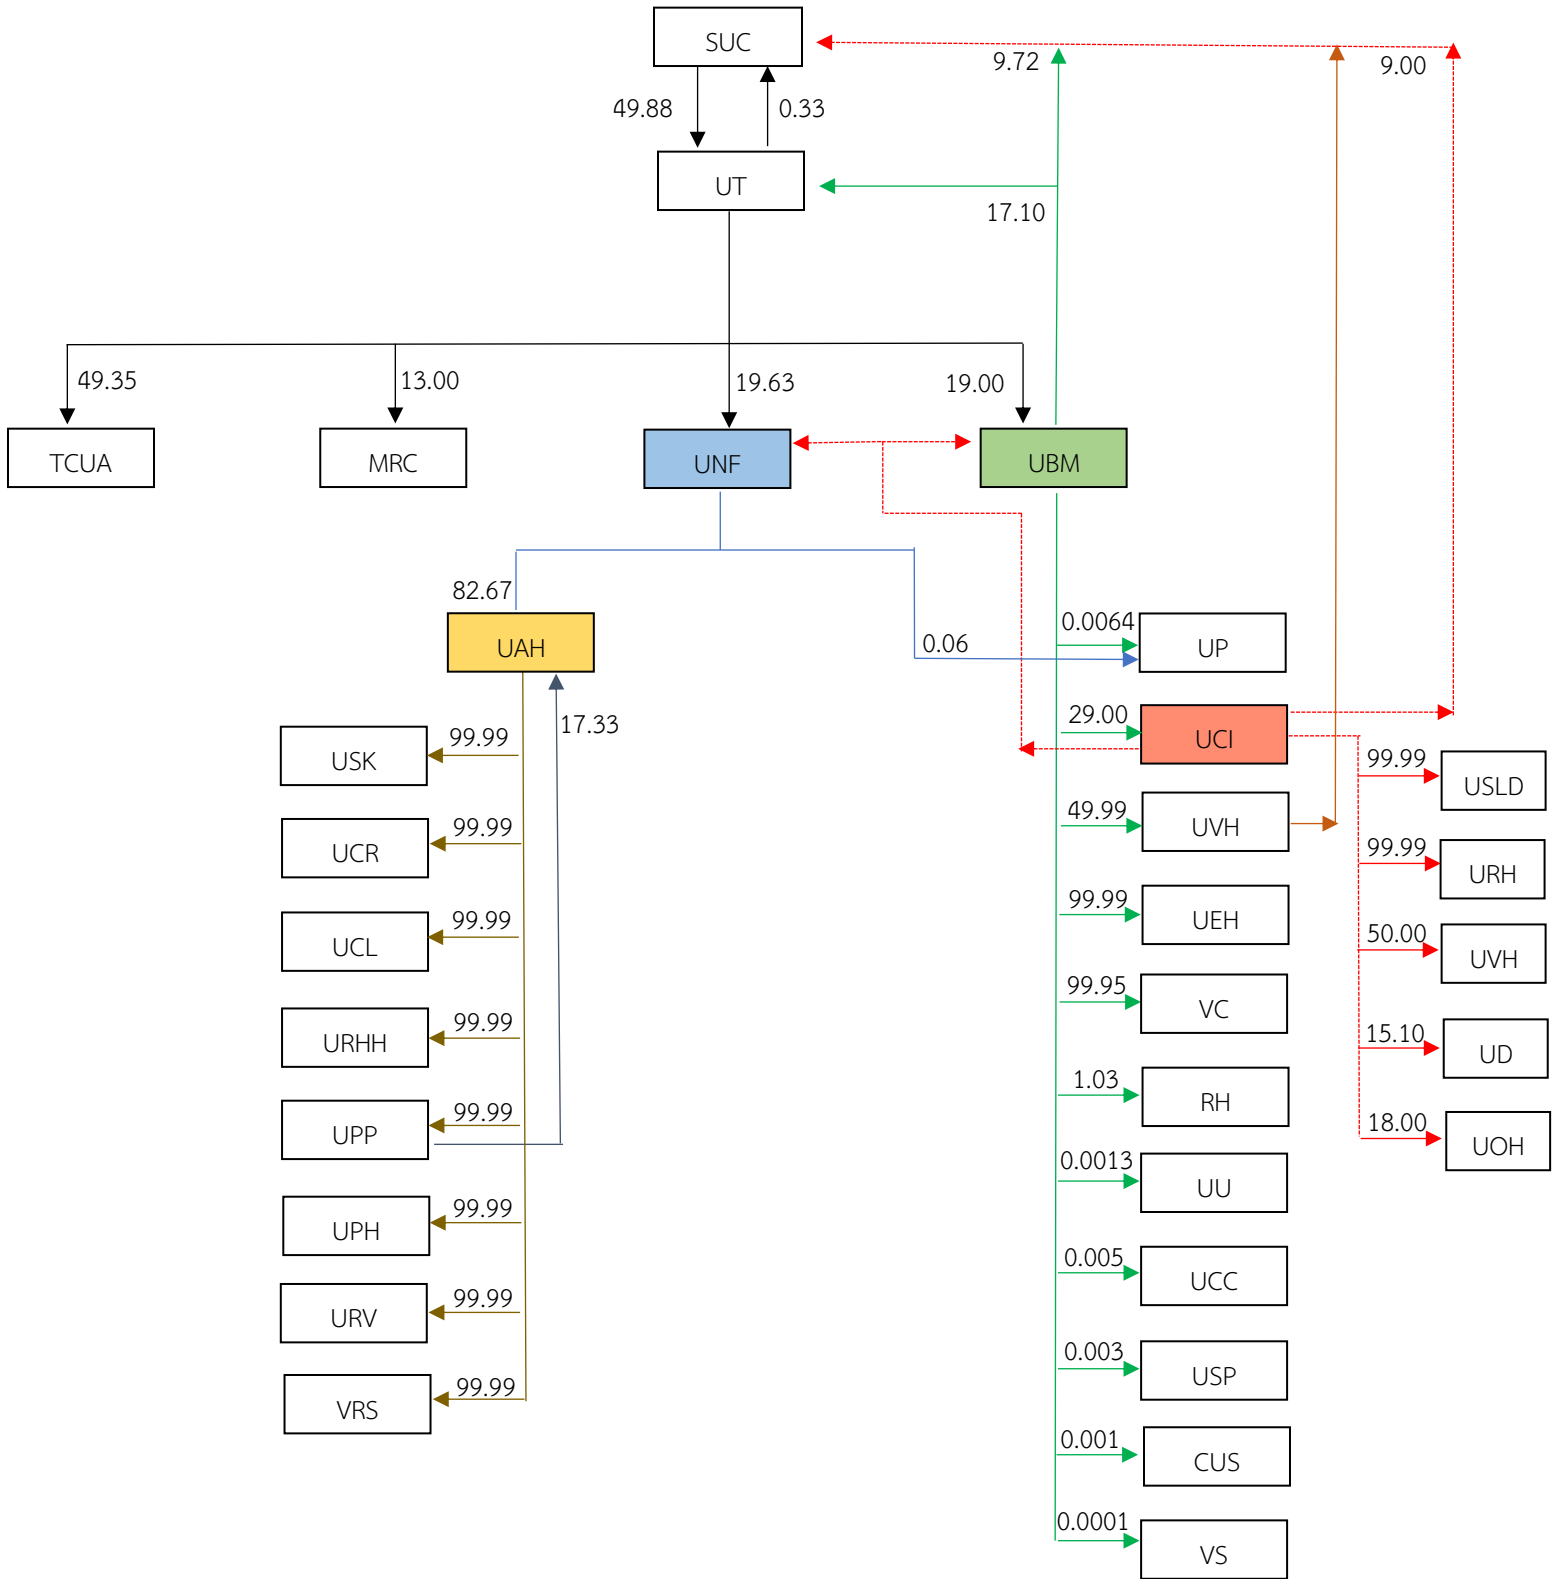 SUC
9.72
9.00
49.88
0.33
UT
17.10
49.35
13.00
19.63
19.00
TCUA
MRC
UNF
UBM
82.67
0.0064
0.06
UAH
UP
17.33
29.00
UCI
99.99
USK
99.99
USLD
49.99
UVH
99.99
UCR
99.99
URH
99.99
UEH
99.99
UCL
50.00
UVH
99.95
VC
99.99
URHH
15.10
UD
1.03
RH
99.99
UPP
18.00
UOH
0.0013
UU
99.99
UPH
0.005
UCC
99.99
URV
0.003
USP
99.99
VRS
0.001
CUS
0.0001
VS